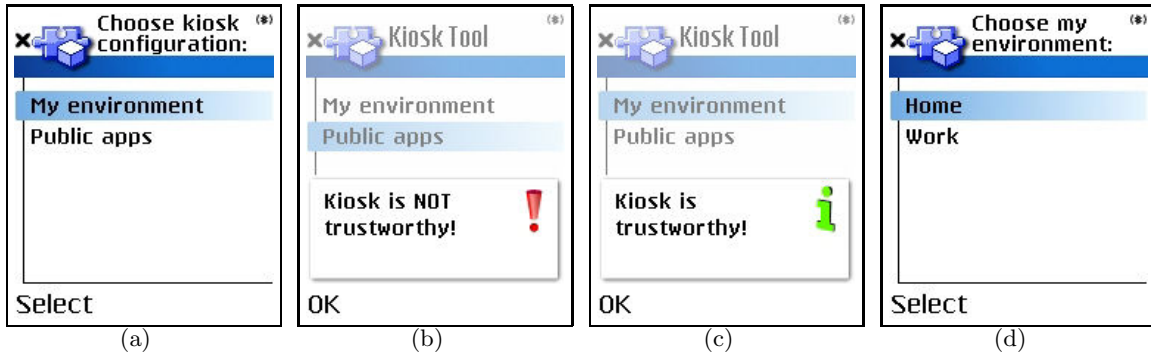 Choose kiosk
configuration:
My environment
Public apps
Select
(a)
Kiosk Tool
My environment
Public apps
Kiosk is NOT
trustworthy!
OK
(b)
Kiosk Tool
My environment
Public apps
Kiosk is
trustworthy!
OK
(c)
Choose my
environment:
Home
Work
Select
(d)